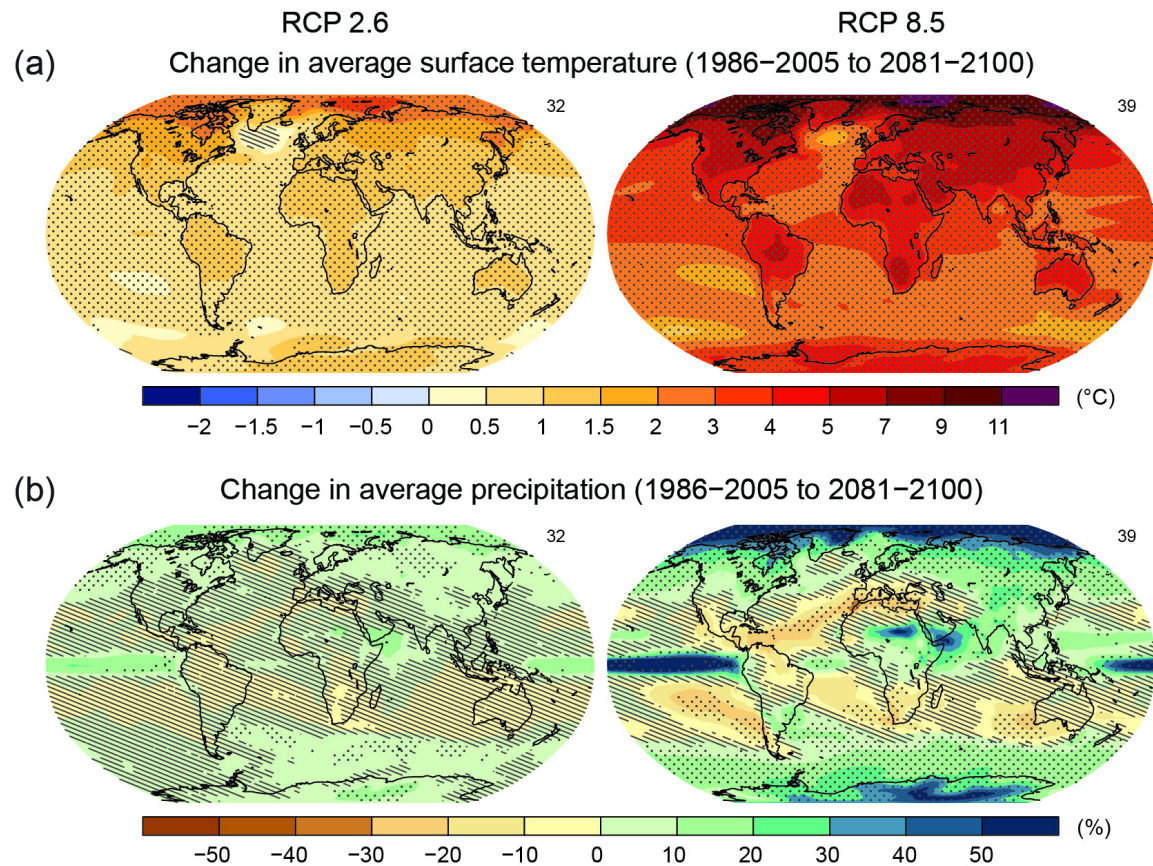 RCP 2.6 RCP 8.5
(a) Change in average surface temperature (1986−2005 to 2081−2100)
32 39
(°C)
−2 −1.5 −1 −0.5 0 0.5 1 1.5 2 3 4 5 7 9 11
(b) Change in average precipitation (1986−2005 to 2081−2100)
32 39
(%)
−50 −40 −30 −20 −10 0 10 20 30 40 50